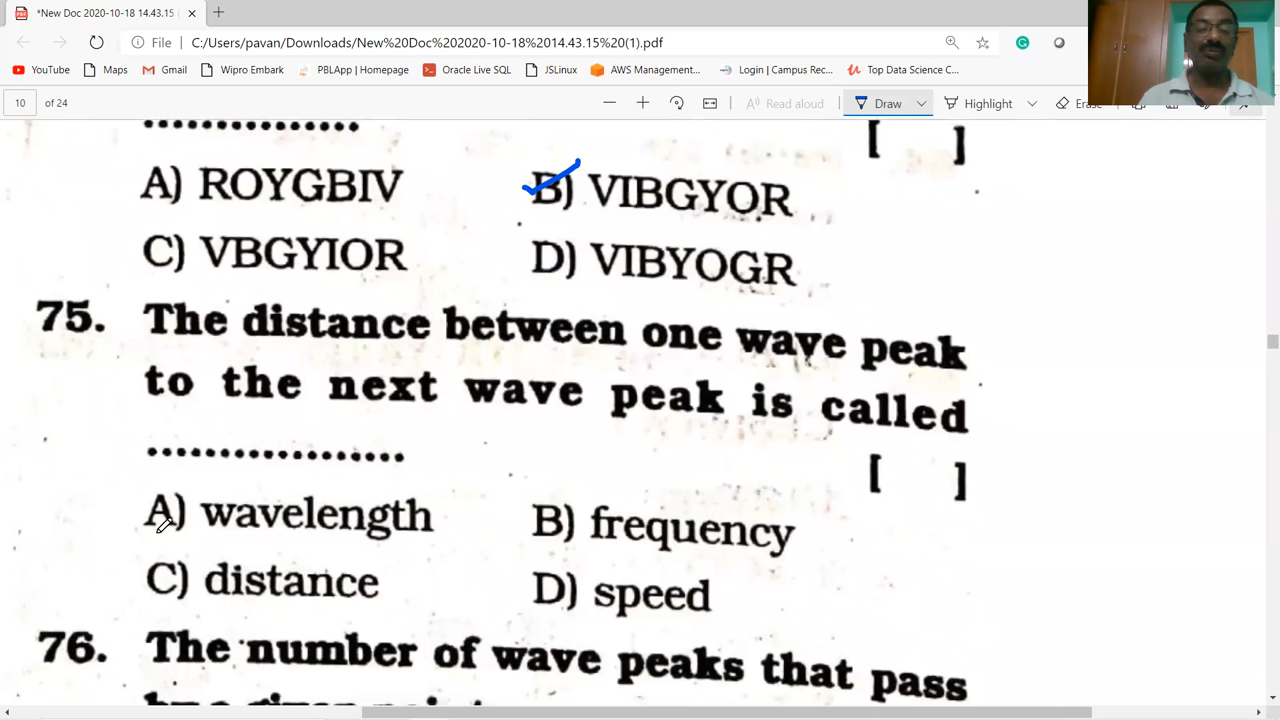 *New Doc 2020-10-18 14.43.15 (
File
C:/Users/pavan/Downloads/New%20Doc%202020-10-18%2014.43.15%20(1).pdf
YouTube
Maps
Gmail
Wipro Embark
PBLApp | Homepage
Oracle Live SQL
JSLinux
AWS Management...
Login | Campus Rec...
Top Data Science C...
10 of 24
Read aloud
Draw
Highlight
Erase
...............
[ ]
A) ROYGBIV B) VIBGYOR
C) VBGYIOR D) VIBYOGR
75. The distance between one wave peak
to the next wave peak is called
..................
[ ]
A) wavelength B) frequency
C) distance D) speed
76. The number of wave peaks that pass
by a given point